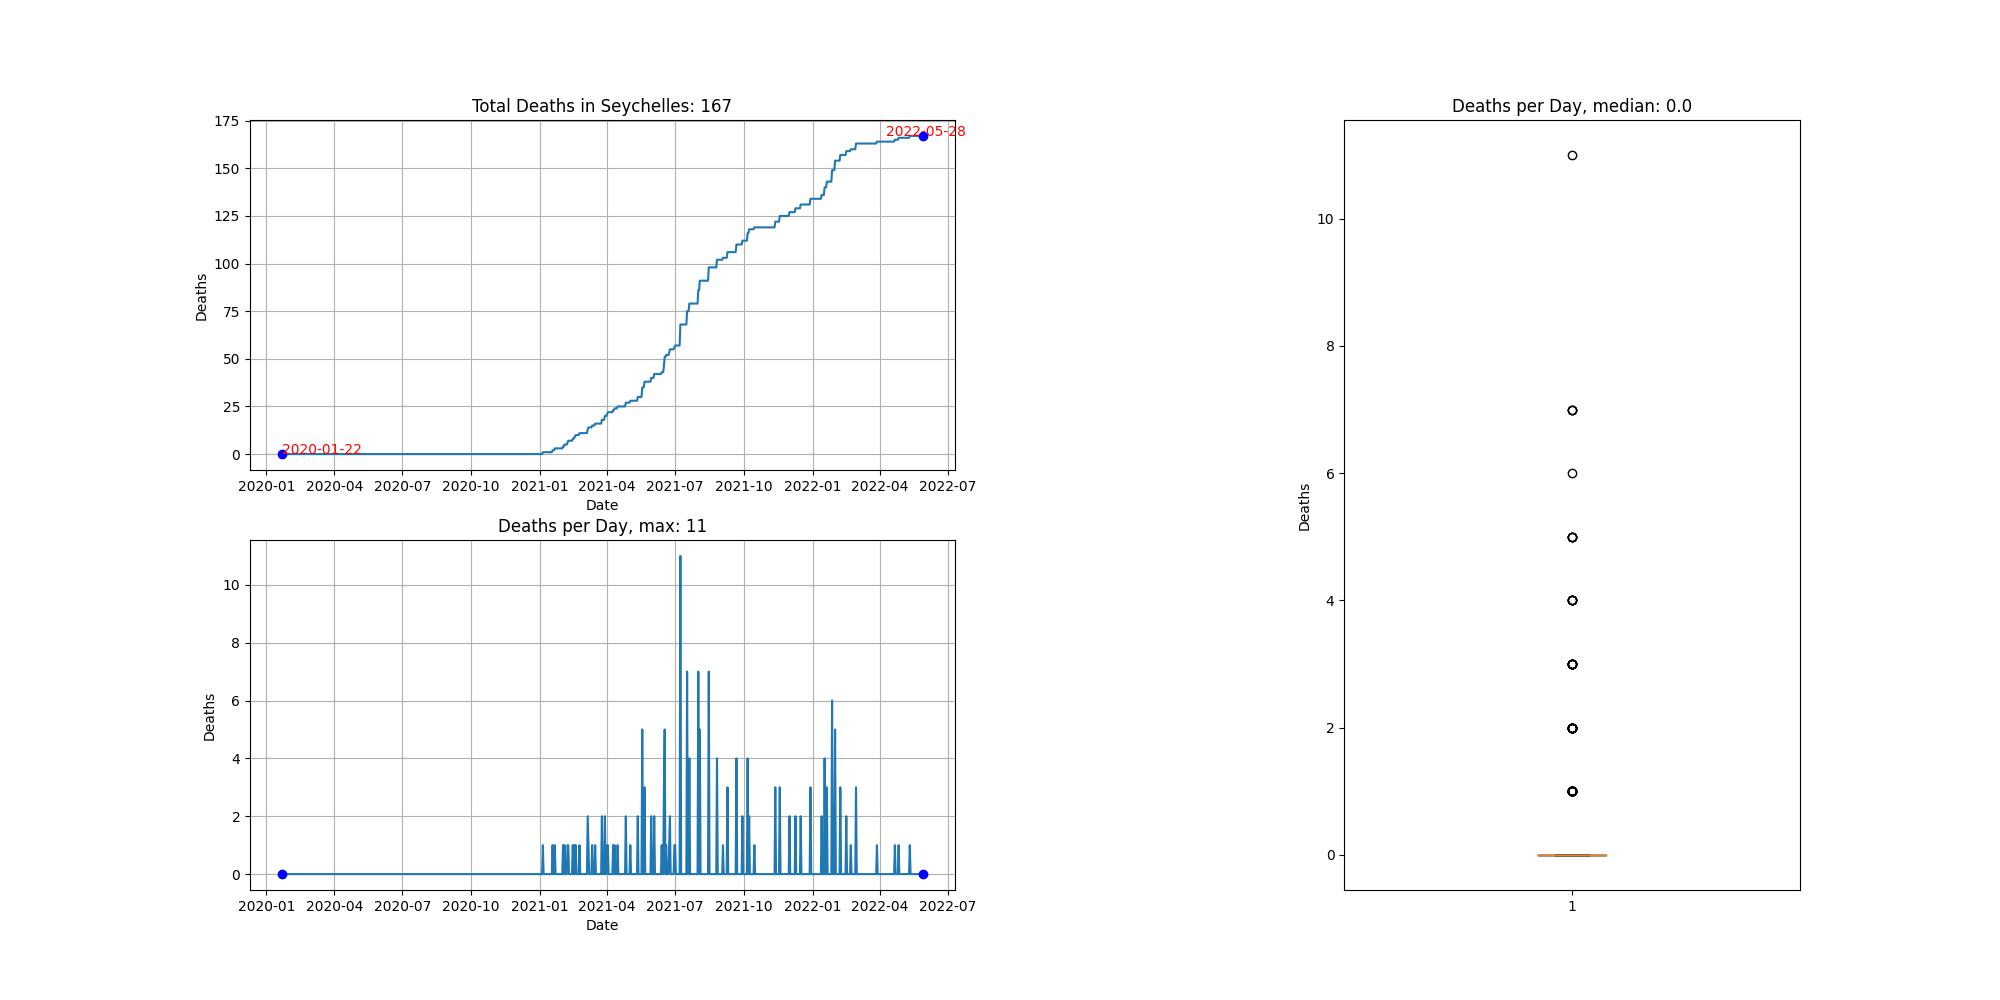 Total Deaths in Seychelles: 167
175
150
125
100
75
50
25
0
Deaths
2022-05-28
2020-01-22
2020-01 2020-04 2020-07 2020-10 2021-01 2021-04 2021-07 2021-10 2022-01 2022-04 2022-07
Date
Deaths per Day, max: 11
10
8
6
4
2
0
Deaths
2020-01 2020-04 2020-07 2020-10 2021-01 2021-04 2021-07 2021-10 2022-01 2022-04 2022-07
Date
Deaths per Day, median: 0.0
10
8
6
4
2
0
Deaths
1